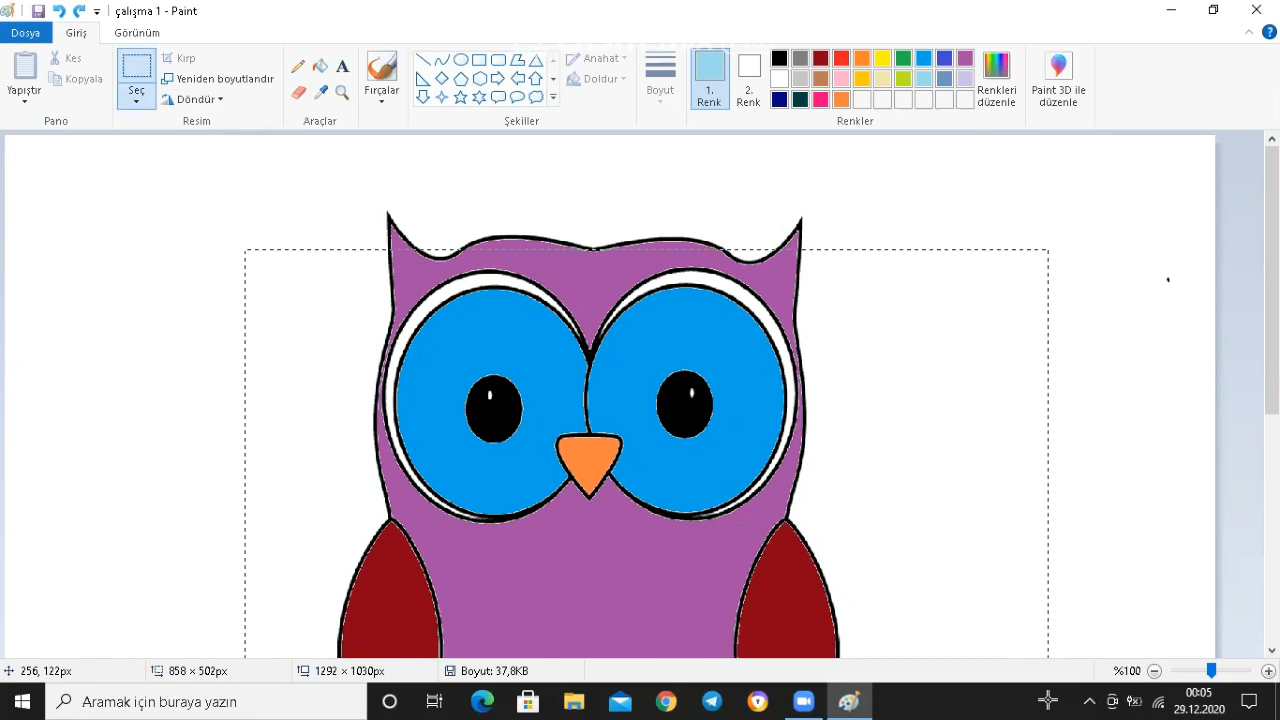 çalışma 1 - Paint
Dosya Giriş Görünüm
Yapıştır
Kes
Kopyala
Pano
Seç
Kırp
Yeniden boyutlandır
Döndür
Resim
Araçlar
Fırçalar
Şekiller
Anahat
Doldur
Boyut
1. Renk
2. Renk
Renkler
Renkleri düzenle
Paint 3D ile düzenle
256, 122px 858 × 502px 1292 × 1030px Boyut: 37,8KB %100
Aranak için buraya yazın
00:05
29.12.2020